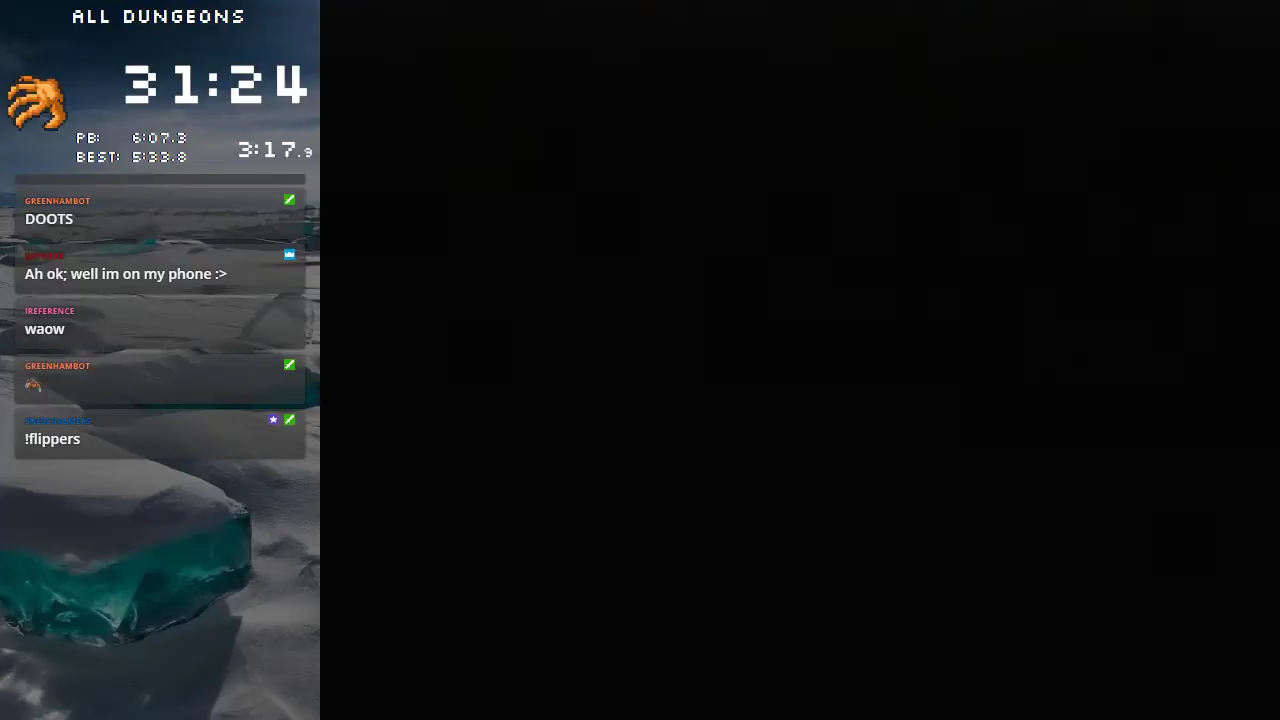 ALL DUNGEONS
31:24
PB: 6:07.3
BEST: 5:33.8
3:17.9
GREENHAMBOT
DOOTS
Ah ok; well im on my phone :>
!REFERENCE
waow
GREENHAMBOT
!flippers